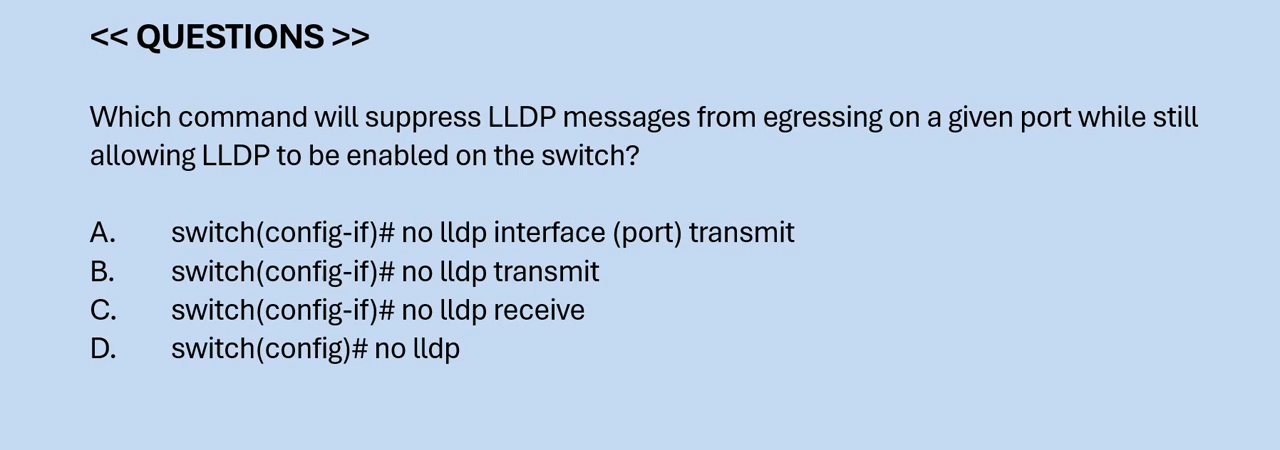 << QUESTIONS >>
Which command will suppress LLDP messages from egressing on a given port while still
allowing LLDP to be enabled on the switch?
A. switch(config-if)# no lldp interface (port) transmit
B. switch(config-if)# no lldp transmit
C. switch(config-if)# no lldp receive
D. switch(config)# no lldp